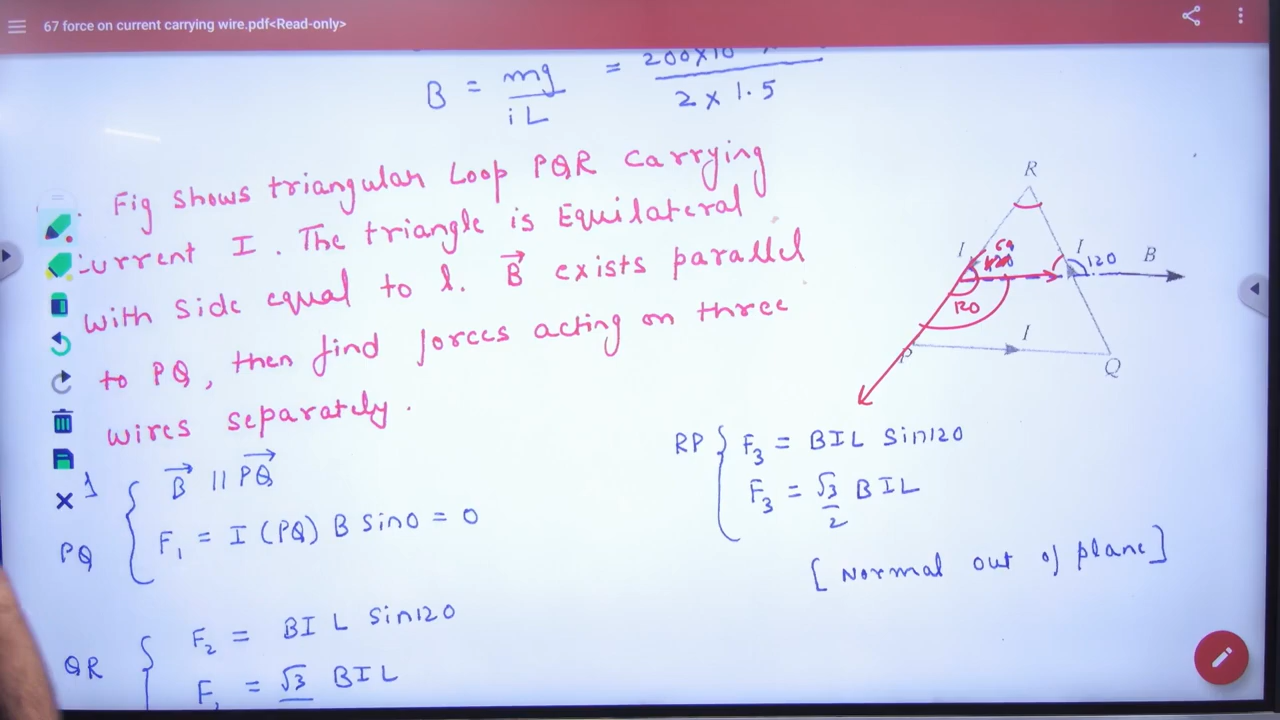 67 force on current carrying wire.pdf<Read-only>
B = mg / iL = 200x10 / 2 x 1.5
Fig shows triangular Loop PQR Carrying
current I. The triangle is Equilateral
with Side equal to l. B⃗ exists parallel
to PQ, then find forces acting on three
wires separately.
R
I
60
I
120
B
120
I
P
Q
1
PQ { B⃗ || PQ⃗
F₁ = I (PQ) B sin0 = 0
RP { F₃ = BIL Sin120
F₃ = √3/2 BIL
[Normal out of plane]
QR { F₂ = BIL Sin120
= √3 BIL